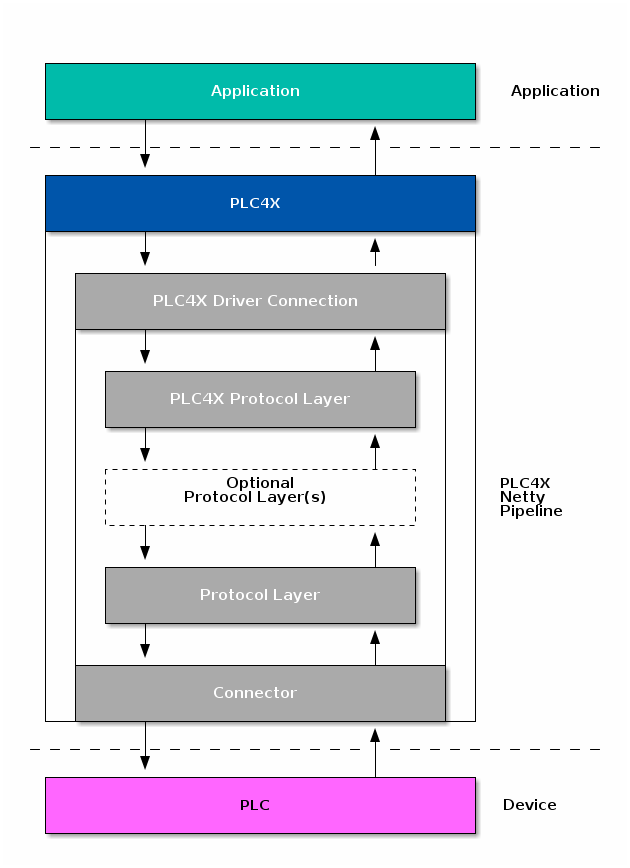 Application
Application
PLC4X
PLC4X Driver Connection
PLC4X Protocol Layer
Optional
Protocol Layer(s)
PLC4X
Netty
Pipeline
Protocol Layer
Connector
PLC
Device